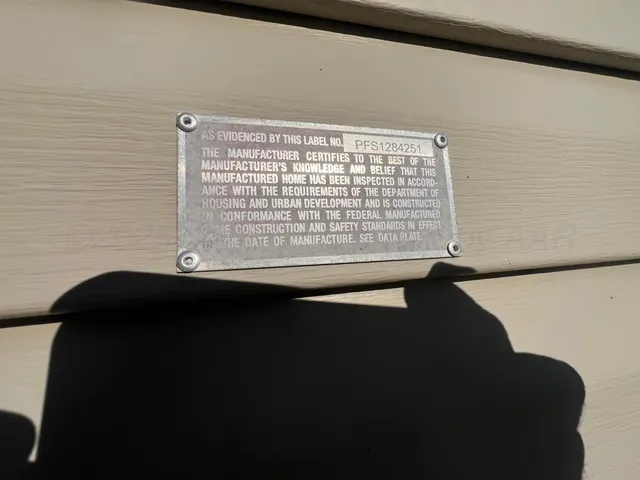 AS EVIDENCED BY THIS LABEL NO. PFS1284251
THE MANUFACTURER CERTIFIES TO THE BEST OF THE
MANUFACTURER'S KNOWLEDGE AND BELIEF THAT THIS
MANUFACTURED HOME HAS BEEN INSPECTED IN ACCORD-
ANCE WITH THE REQUIREMENTS OF THE DEPARTMENT OF
HOUSING AND URBAN DEVELOPMENT AND IS CONSTRUCTED
IN CONFORMANCE WITH THE FEDERAL MANUFACTURED
CONSTRUCTION AND SAFETY STANDARDS IN EFFECT
THE DATE OF MANUFACTURE. SEE DATA PLATE.